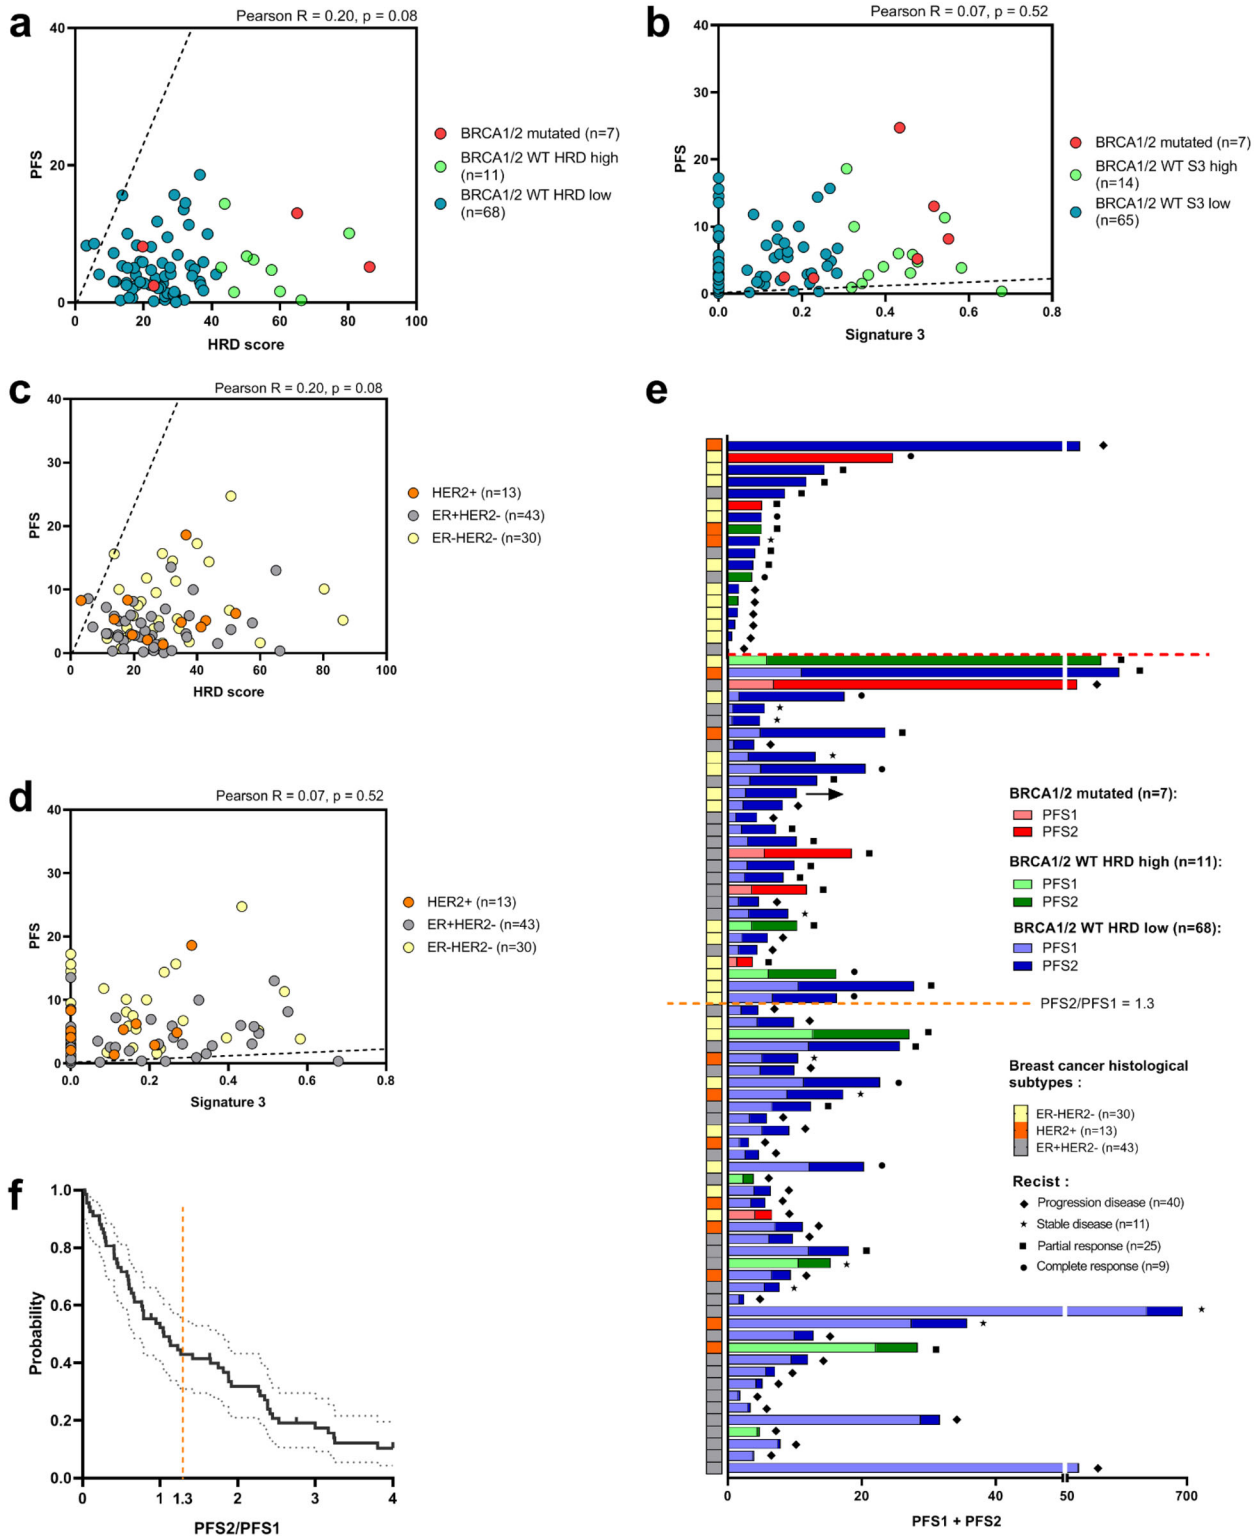 a
Pearson R = 0.20, p = 0.08
40
20
0
PFS
0 20 40 60 80 100
HRD score
BRCA1/2 mutated (n=7)
BRCA1/2 WT HRD high
(n=11)
BRCA1/2 WT HRD low
(n=68)
b
Pearson R = 0.07, p = 0.52
40
30
20
10
0
PFS
0.0 0.2 0.4 0.6 0.8
Signature 3
BRCA1/2 mutated (n=7)
BRCA1/2 WT S3 high
(n=14)
BRCA1/2 WT S3 low
(n=65)
c
Pearson R = 0.20, p = 0.08
40
30
20
10
0
PFS
0 20 40 60 80 100
HRD score
HER2+ (n=13)
ER+HER2- (n=43)
ER-HER2- (n=30)
d
Pearson R = 0.07, p = 0.52
40
30
20
10
0
PFS
0.0 0.2 0.4 0.6 0.8
Signature 3
HER2+ (n=13)
ER+HER2- (n=43)
ER-HER2- (n=30)
e
BRCA1/2 mutated (n=7):
PFS1
PFS2
BRCA1/2 WT HRD high (n=11):
PFS1
PFS2
BRCA1/2 WT HRD low (n=68):
PFS1
PFS2
PFS2/PFS1 = 1.3
Breast cancer histological
subtypes :
ER-HER2- (n=30)
HER2+ (n=13)
ER+HER2- (n=43)
Recist :
Progression disease (n=40)
Stable disease (n=11)
Partial response (n=25)
Complete response (n=9)
0 20 40 50 700
PFS1 + PFS2
f
1.0
0.8
0.6
0.4
0.2
0.0
Probability
0 1 1.3 2 3 4
PFS2/PFS1